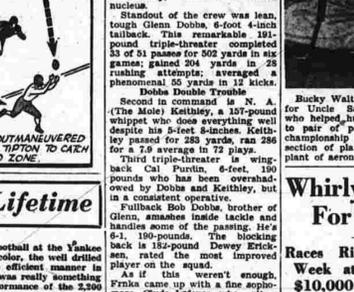 nucleus.
Standout of the crew was lean,
tough Glenn Dobbs, 6-foot 4-inch
tailback. This remarkable 191-
pound triple-threater completed
33 of 51 passes for 502 yards in six
games; gained 204 yards in 28
rushing attempts; averaged a
phenomenal 55 yards in 12 kicks.
Dobbs Double Trouble
Second in command is N. A.
(The Mole) Keithley, a 157-pound
whippet who does everything well
despite his 5-feet 8-inches. Keith-
ley passed for 283 yards, ran 286
for a 7.9 average in 72 plays.
Third triple-threater is wing-
back Cal Purdin, 6-feet, 190
pounds who has been overshad-
owed by Dobbs and Keithley, but
is a consistent operative.
Fullback Bob Dobbs, brother of
Glenn, smashes inside tackle and
handles some of the passing. He's
6-1, 190-pounds. The blocking
back is 182-pound Dewey Erick-
sen, rated the most improved
player on the squad.
As if this weren't enough,
Frnka came up with a fine sopho-
OUTMANEUVERED
TIPTON TO CATCH
ZONE.
Lifetime
ootball at the Yankee
color, the well drilled
efficient manner in
was really something
ormance of the 2,200
Bucky Walt
for Uncle Sa
who helped
to pair of p
championship
section of pla
plant of aeron
Whirly
For
Races Ri
Week at
$10,000